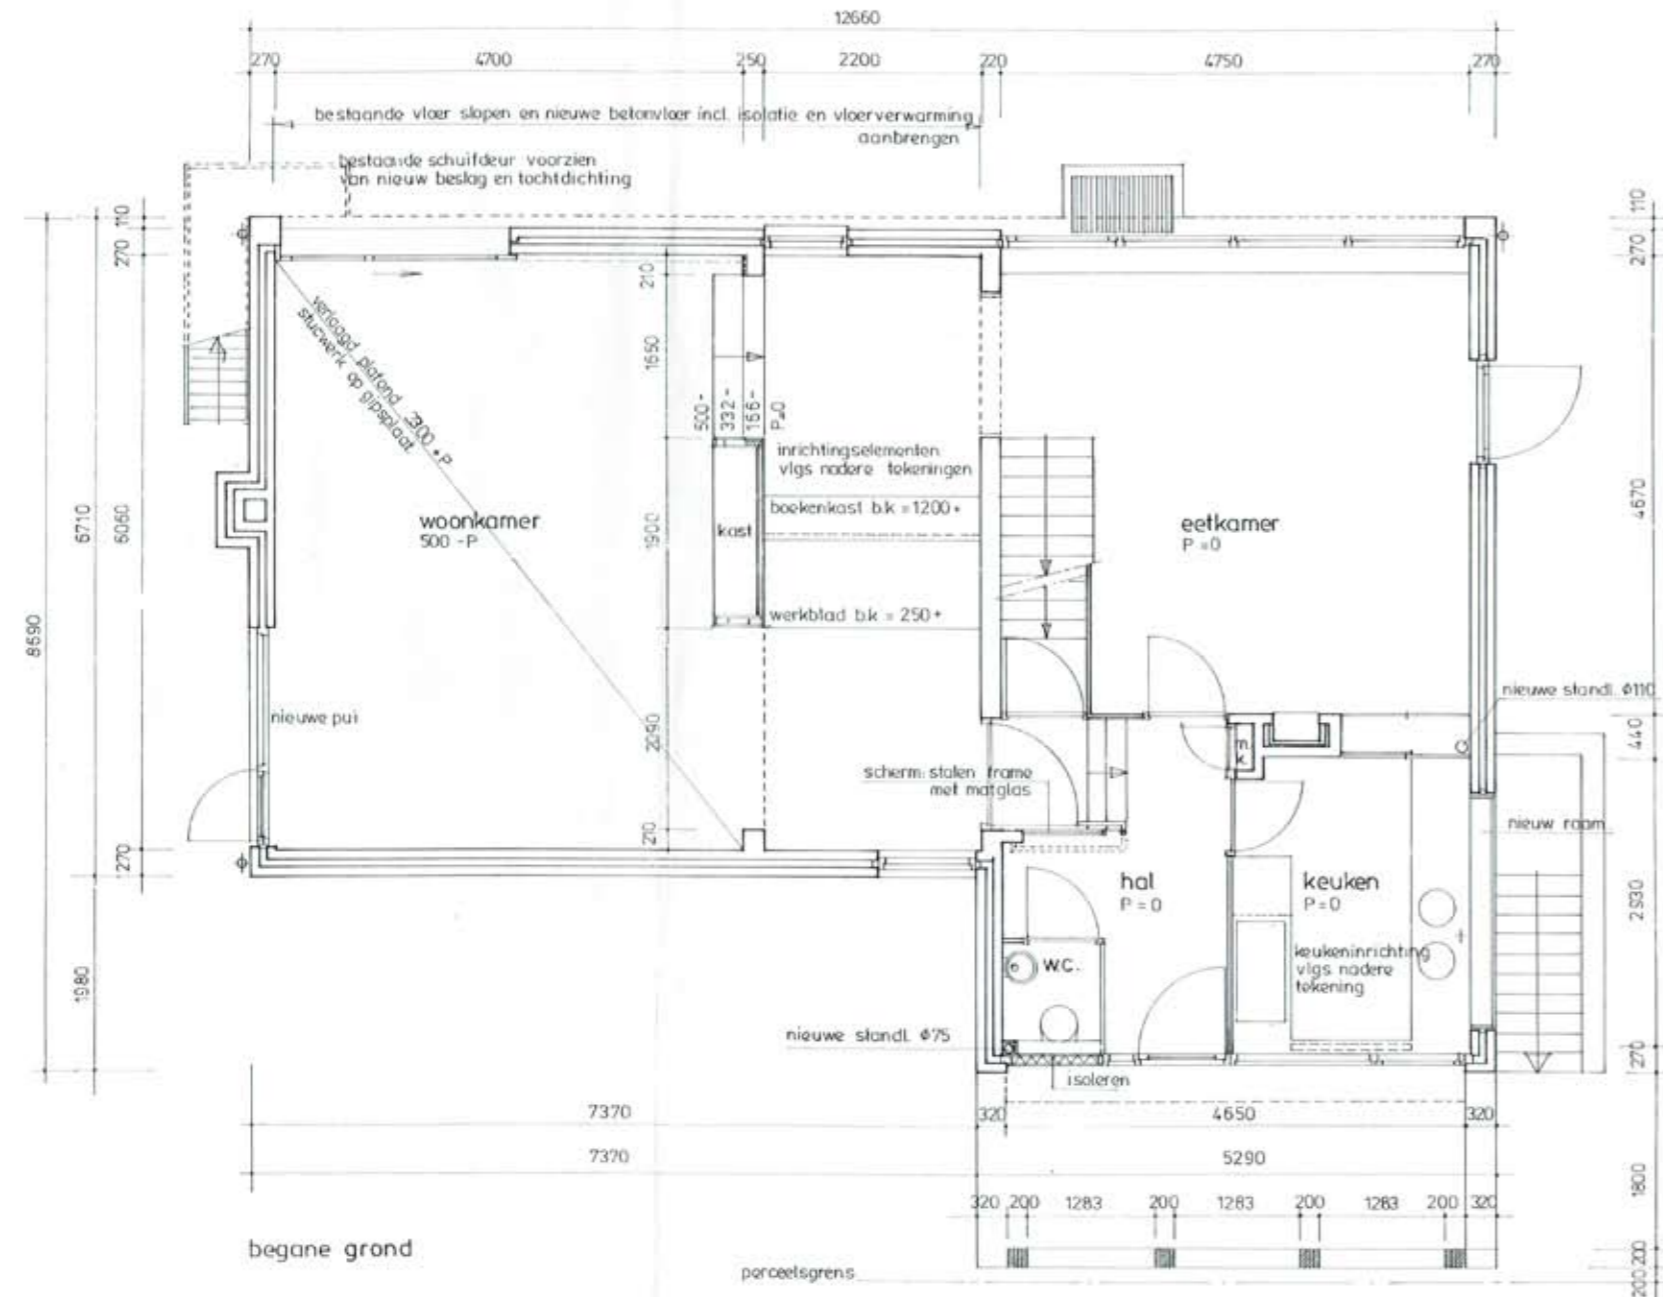 12660
270 4700 250 2200 220 4750 270
bestaande vloer slopen en nieuwe betonvloer incl. isolatie en vloerverwarming
aanbrengen
bestaande schuifdeur voorzien
van nieuw beslag en tochtdichting
110
270
6060
270
6710
8690
1980
verlaagd plafond 2300 + P
stucwerk op gipsplaat
210
1650
1900
2090
210
500-
332-
166-
P=0
inrichtingselementen
vlgs nadere tekeningen
boekenkast b.k = 1200+
kast
werkblad b.k = 250+
woonkamer
500 -P
eetkamer
P =0
nieuwe pui
scherm: stalen frame
met matglas
m.
k.
hal
P = 0
keuken
P=0
keukeninrichting
vlgs nadere
tekening
W.C.
nieuwe standl. ø75
isoleren
nieuwe standl. ø110
nieuw raam
110
270
4670
440
2930
270
1800
200
200
7370 320 4650 320
7370 5290
320 200 1283 200 1283 200 1283 200 320
begane grond
perceelsgrens